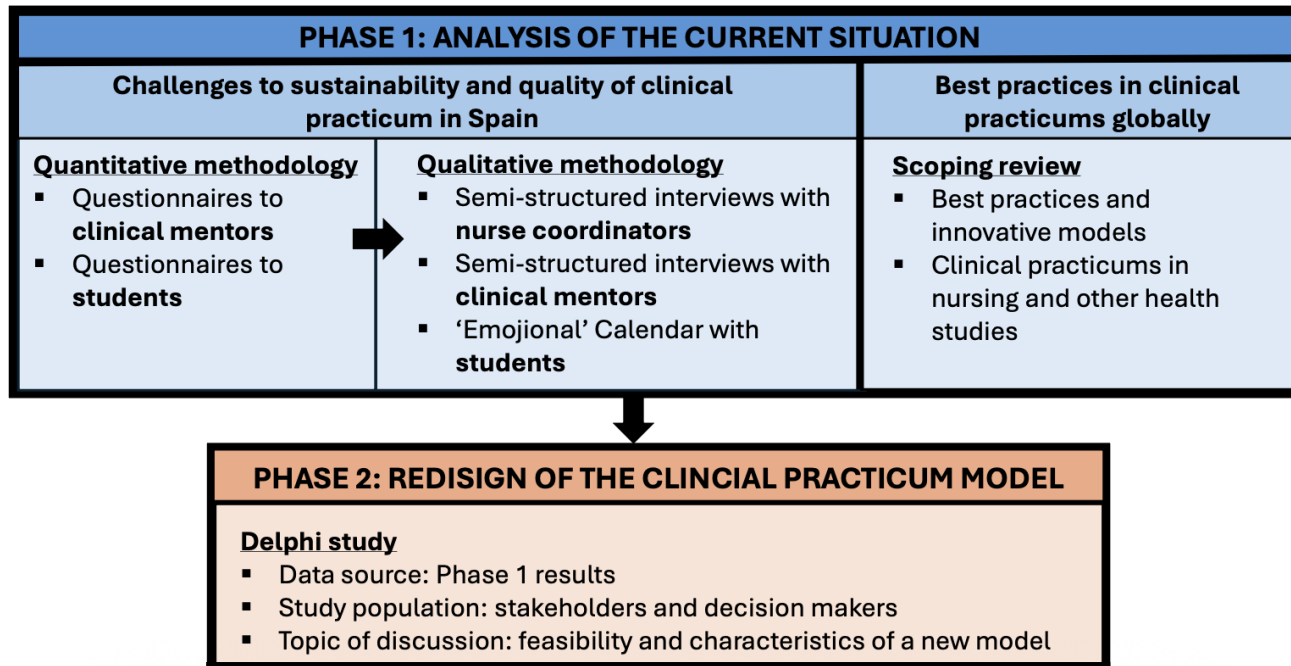 PHASE 1: ANALYSIS OF THE CURRENT SITUATION
Challenges to sustainability and quality of clinical
practicum in Spain
Quantitative methodology
▪ Questionnaires to
clinical mentors
▪ Questionnaires to
students
Qualitative methodology
▪ Semi-structured interviews with
nurse coordinators
▪ Semi-structured interviews with
clinical mentors
▪ ‘Emojional’ Calendar with
students
Best practices in clinical
practicums globally
Scoping review
▪ Best practices and
innovative models
▪ Clinical practicums in
nursing and other health
studies
PHASE 2: REDISIGN OF THE CLINCIAL PRACTICUM MODEL
Delphi study
▪ Data source: Phase 1 results
▪ Study population: stakeholders and decision makers
▪ Topic of discussion: feasibility and characteristics of a new model